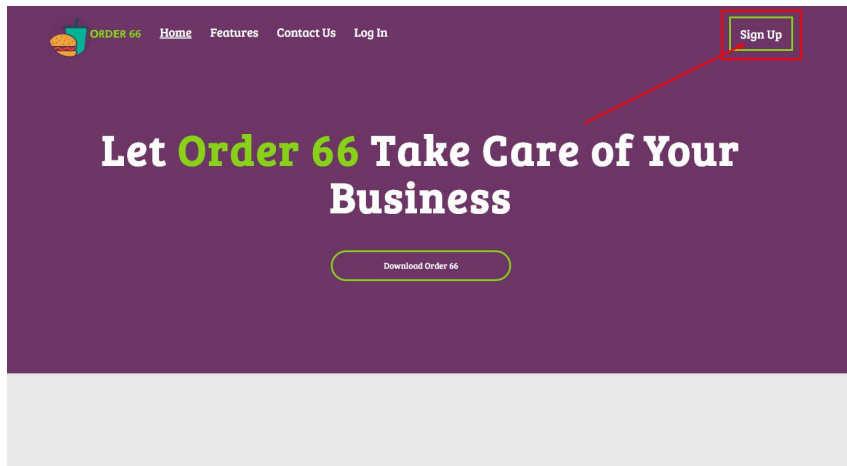 ORDER 66 Home Features Contact Us Log In Sign Up
Let Order 66 Take Care of Your
Business
Download Order 66